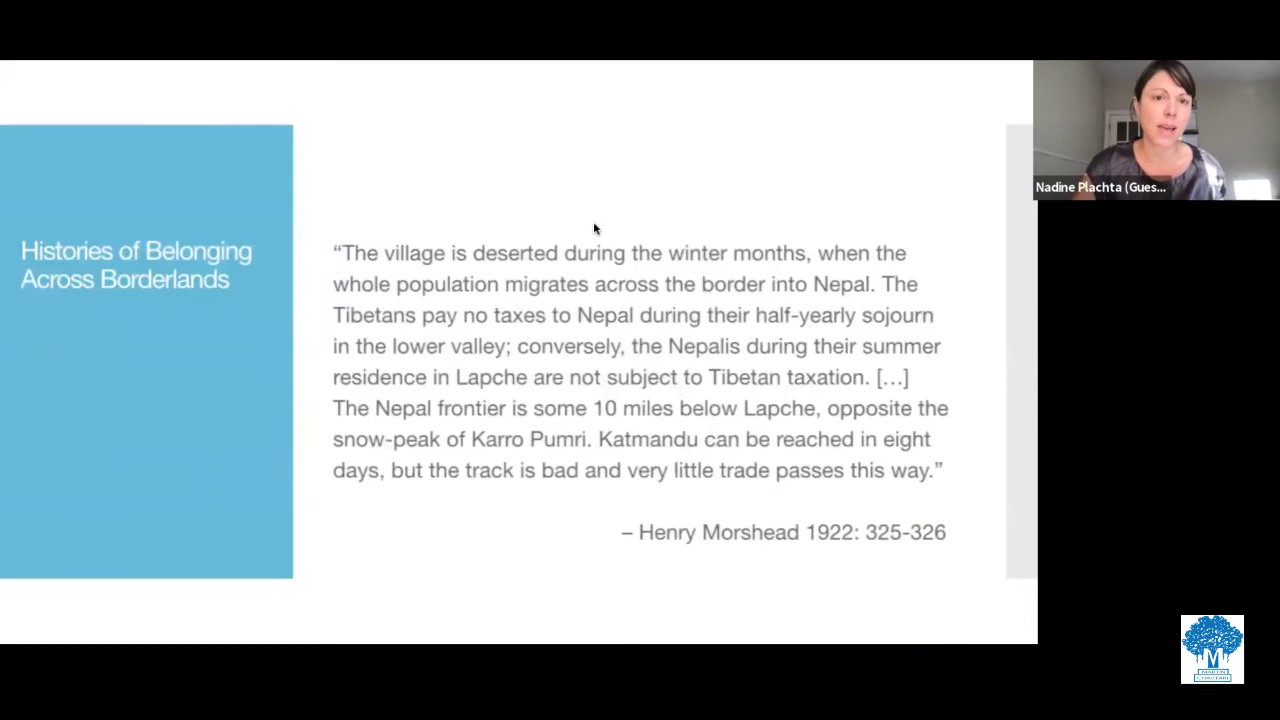 Nadine Plachta (Gues...
Histories of Belonging
Across Borderlands
“The village is deserted during the winter months, when the
whole population migrates across the border into Nepal. The
Tibetans pay no taxes to Nepal during their half-yearly sojourn
in the lower valley; conversely, the Nepalis during their summer
residence in Lapche are not subject to Tibetan taxation. […]
The Nepal frontier is some 10 miles below Lapche, opposite the
snow-peak of Karro Pumri. Katmandu can be reached in eight
days, but the track is bad and very little trade passes this way.”
– Henry Morshead 1922: 325-326
M
MARTIN
CHAUTARI